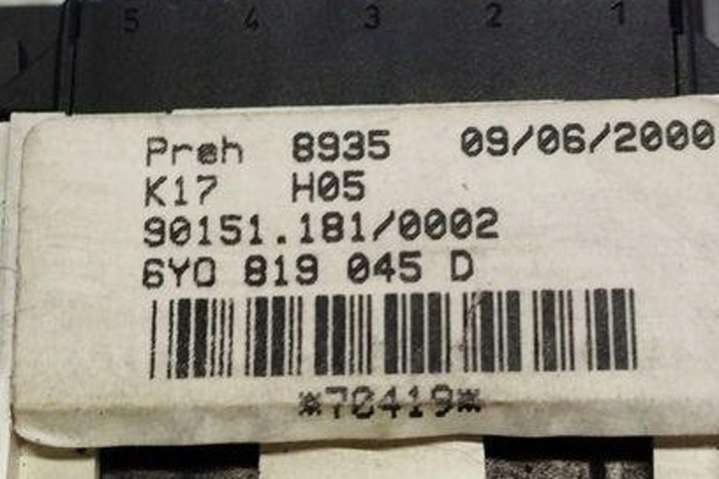 5 4 3 2 1
Preh 8935 09/06/2000
K17 H05
90151.181/0002
6Y0 819 045 D
*70419*